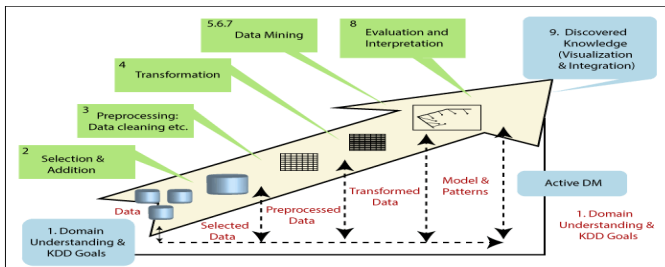 5.6.7
Data Mining
8
Evaluation and
Interpretation
9. Discovered
Knowledge
(Visualization
& Integration)
4
Transformation
3
Preprocessing:
Data cleaning etc.
2
Selection &
Addition
Data
1. Domain
Understanding &
KDD Goals
Selected
Data
Preprocessed
Data
Transformed
Data
Model &
Patterns
Active DM
1. Domain
Understanding &
KDD Goals